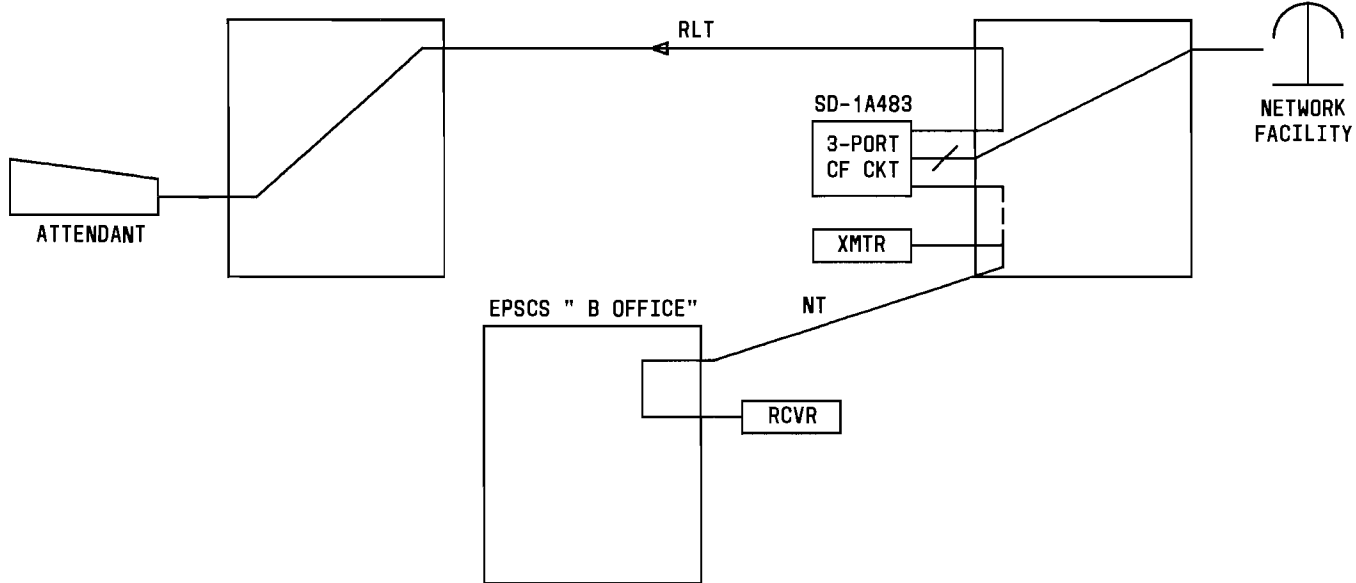 RLT
SD-1A483
3-PORT
CF CKT
NETWORK
FACILITY
ATTENDANT
XMTR
EPSCS " B OFFICE"
NT
RCVR